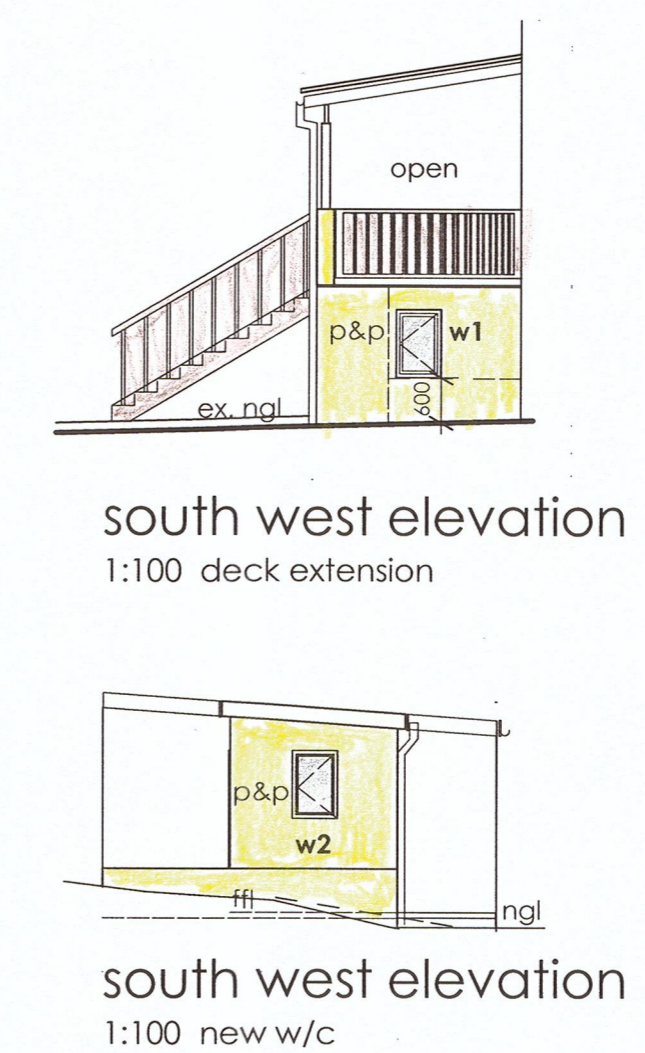 open
p&p w1
600
ex. ngl
south west elevation
1:100 deck extension
p&p
w2
ffl
ngl
south west elevation
1:100 new w/c